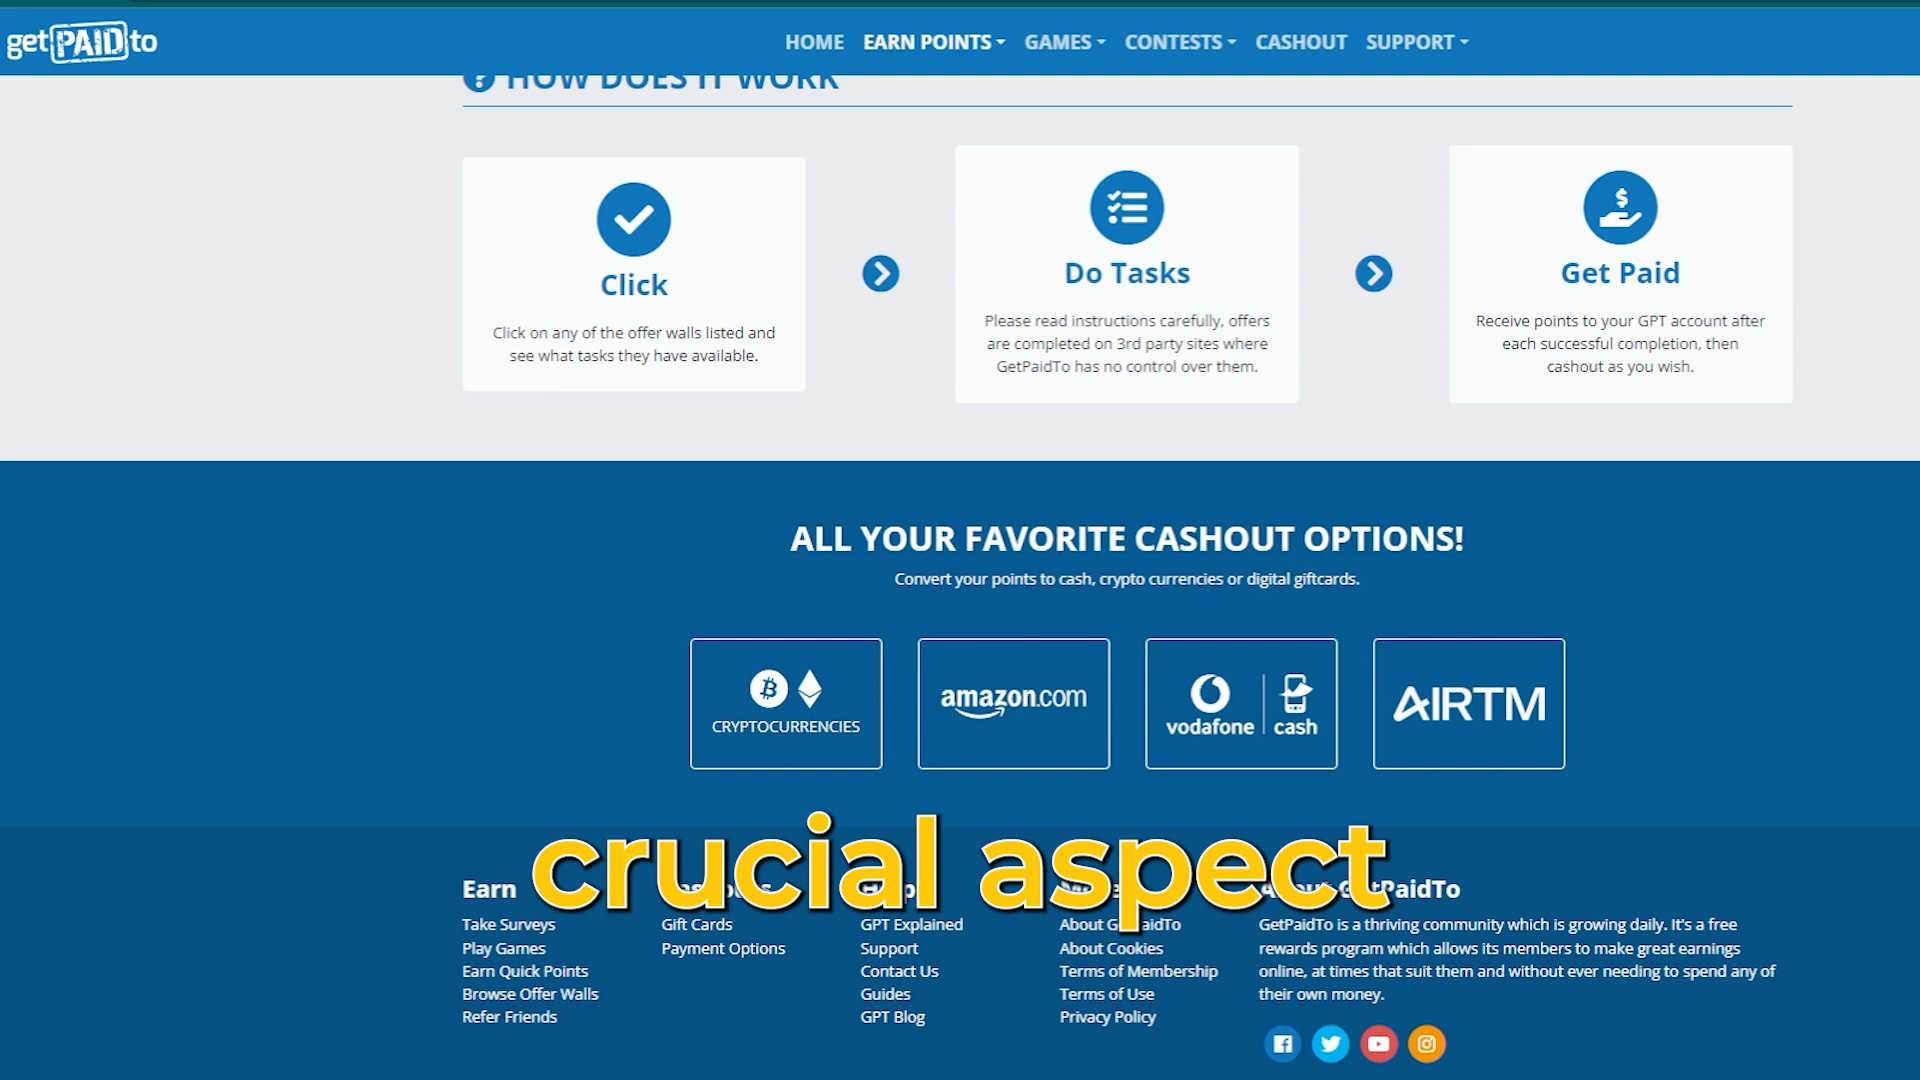 getPAIDto
HOME EARN POINTS GAMES CONTESTS CASHOUT SUPPORT
HOW DOES IT WORK
Click
Click on any of the offer walls listed and
see what tasks they have available.
Do Tasks
Please read instructions carefully, offers
are completed on 3rd party sites where
GetPaidTo has no control over them.
Get Paid
Receive points to your GPT account after
each successful completion, then
cashout as you wish.
ALL YOUR FAVORITE CASHOUT OPTIONS!
Convert your points to cash, crypto currencies or digital giftcards.
CRYPTOCURRENCIES
amazon.com
vodafone cash
AIRTM
crucial aspect
Earn
Take Surveys
Play Games
Earn Quick Points
Browse Offer Walls
Refer Friends
Gift Cards
Payment Options
GPT Explained
Support
Contact Us
Guides
GPT Blog
About GetPaidTo
About Cookies
Terms of Membership
Terms of Use
Privacy Policy
About GetPaidTo
GetPaidTo is a thriving community which is growing daily. It's a free
rewards program which allows its members to make great earnings
online, at times that suit them and without ever needing to spend any of
their own money.